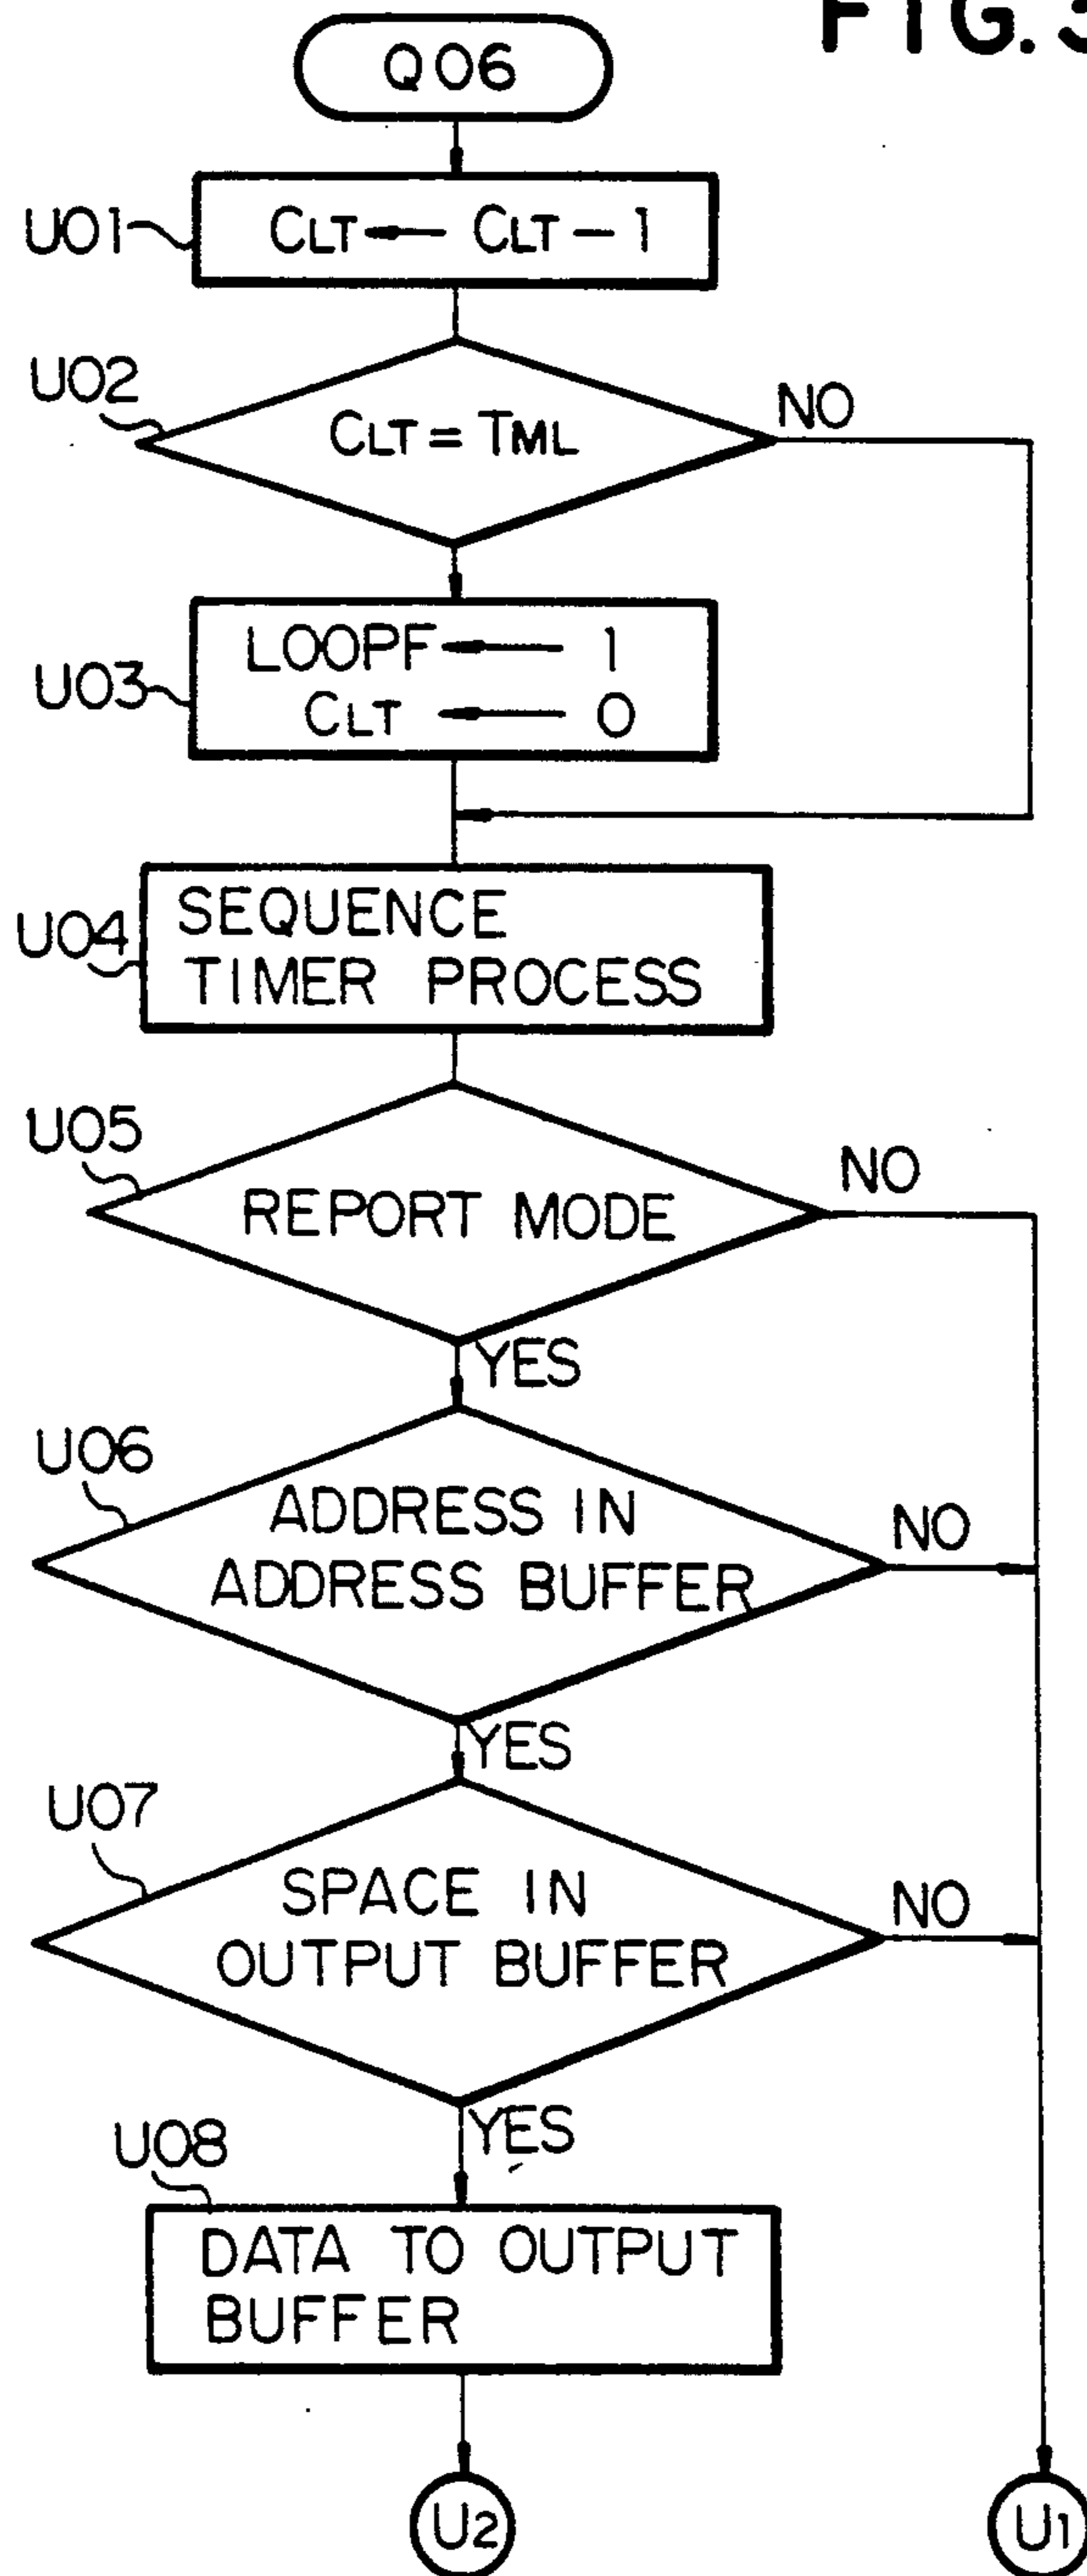 FIG. 3
Q06
U01
CLT ← CLT - 1
U02
CLT = TML
NO
U03
LOOPF ← 1
CLT ← 0
U04
SEQUENCE
TIMER PROCESS
U05
REPORT MODE
NO
YES
U06
ADDRESS IN
ADDRESS BUFFER
NO
YES
U07
SPACE IN
OUTPUT BUFFER
NO
YES
U08
DATA TO OUTPUT
BUFFER
U2
U1